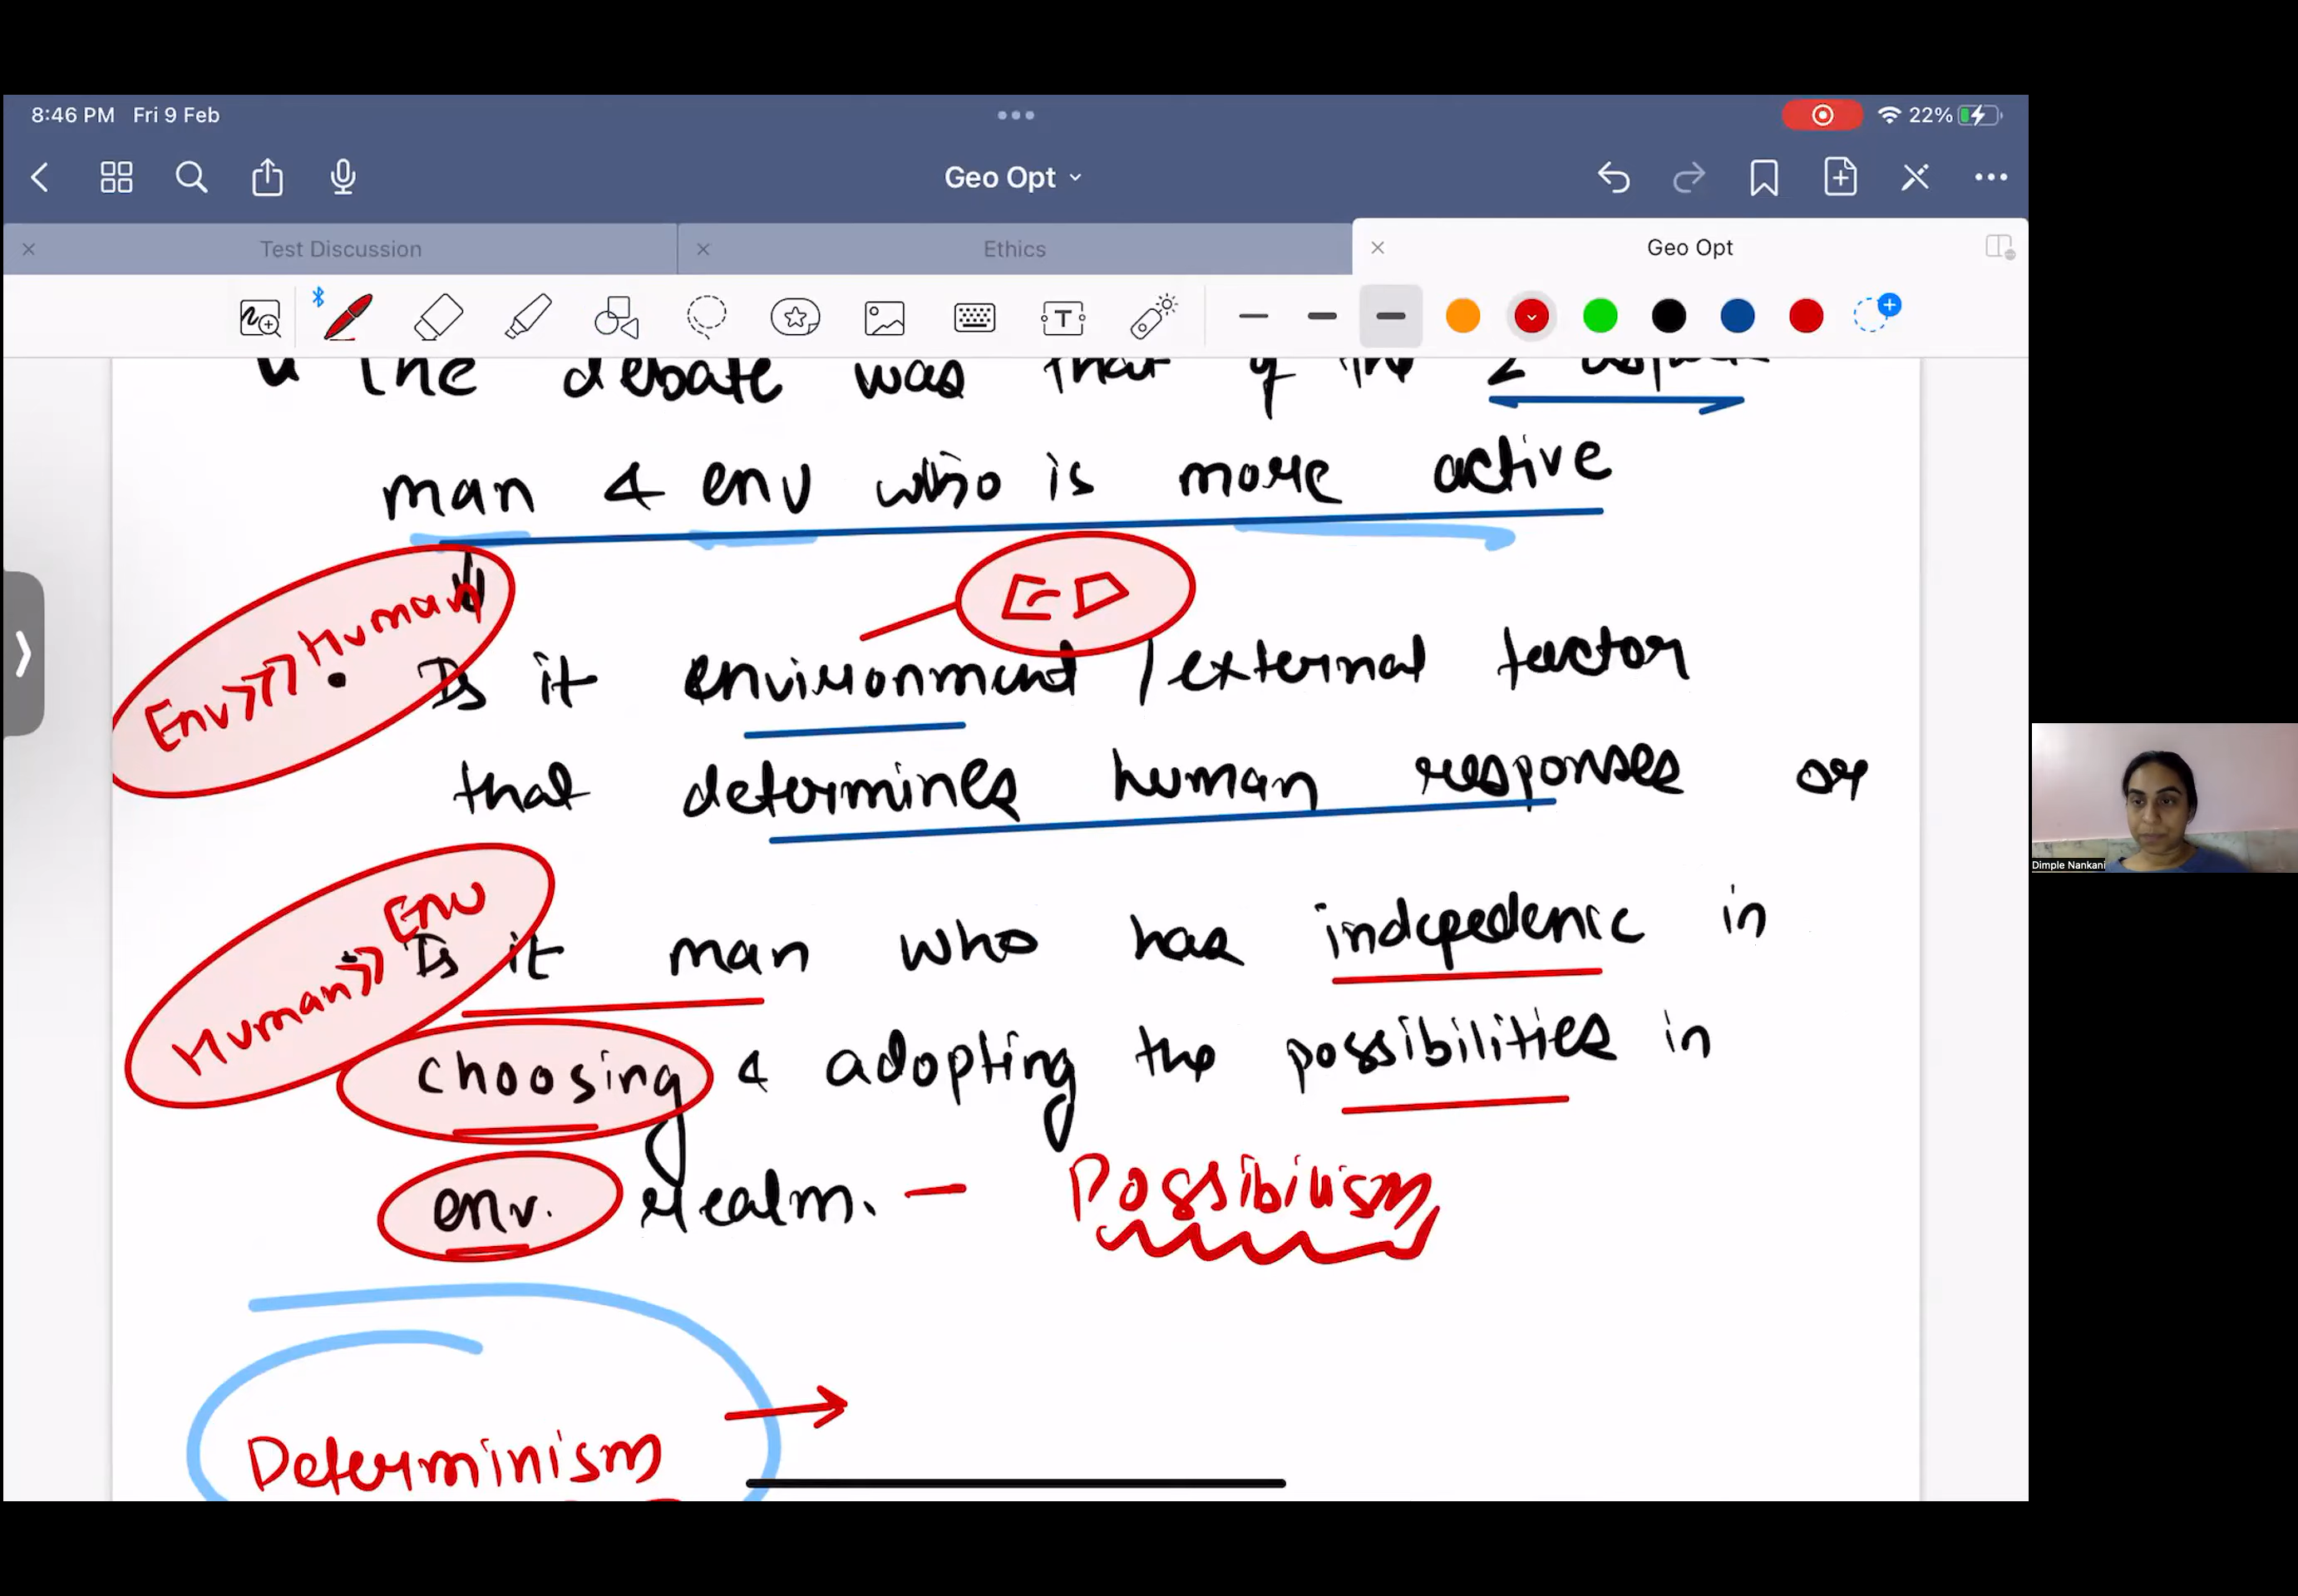 8:46 PM Fri 9 Feb
22%
Geo Opt
Test Discussion
Ethics
Geo Opt
T
The debate was that of the 2
man & env who is more active
ED
Env >>> Human
Is it environment / external factor
that determines human responses or
Human >>> Env
Is it man who has indepedenic in
choosing & adopting the possibilities in
env. realm. - Possibilism
Determinism →
Dimple Nankani